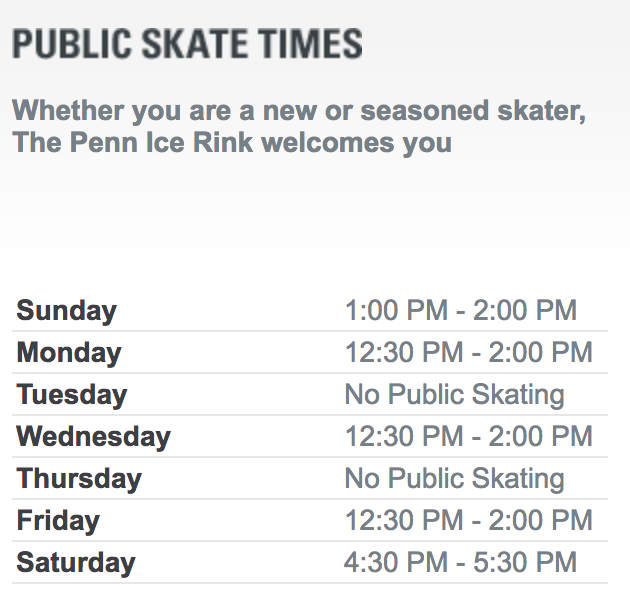 PUBLIC SKATE TIMES
Whether you are a new or seasoned skater,
The Penn Ice Rink welcomes you
Sunday 1:00 PM - 2:00 PM
Monday 12:30 PM - 2:00 PM
Tuesday No Public Skating
Wednesday 12:30 PM - 2:00 PM
Thursday No Public Skating
Friday 12:30 PM - 2:00 PM
Saturday 4:30 PM - 5:30 PM